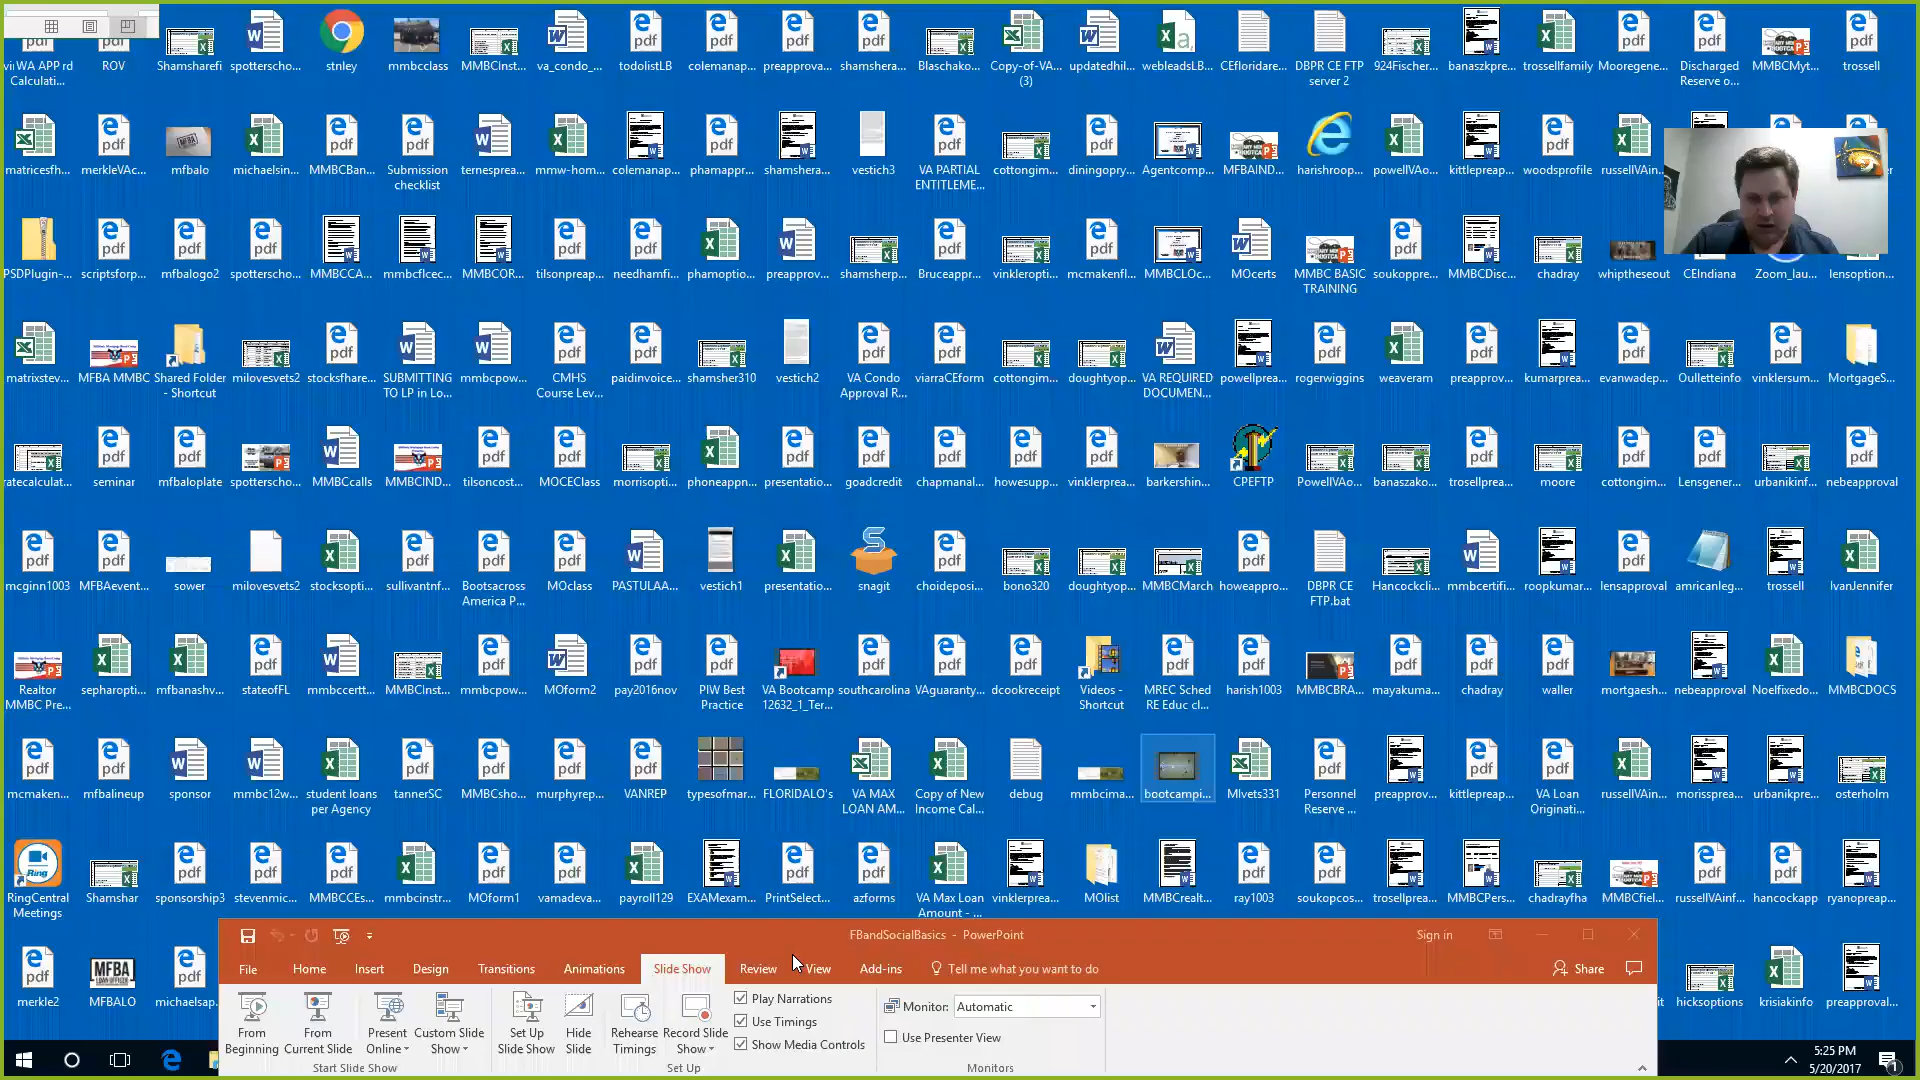 vii WA APP rd
Calculati...
ROV
Shamsharefi
spotterscho...
stnley
mmbcclass
MMBCInst...
va_condo_...
todolistLB
colemanap...
preapprova...
shamshera...
Blaschako...
Copy-of-VA...
(3)
updatedhil...
webleadsLB...
CEfloridare...
DBPR CE FTP
server 2
924Fischer...
banaszkpre...
trossellfamily
Mooregene...
Discharged
Reserve o...
MMBCMyt...
trossell
matricesfh...
merkleVAc...
mfbalo
michaelsin...
MMBCBan...
Submission
checklist
ternesprea...
mmw-hom...
colemanap...
phamappr...
shamshera...
vestich3
VA PARTIAL
ENTITLEME...
cottongim...
diningopry...
Agentcomp...
MFBAIND...
harishroop...
powellVAo...
kittlepreap...
woodsprofile
russellVAin...
PSDPlugin-...
scriptsforp...
mfbalogo2
spotterscho...
MMBCCA...
mmbcflcec...
MMBCOR...
tilsonpreap...
needhamfi...
phamoptio...
preapprov...
shamsherp...
Bruceappr...
vinkleropti...
mcmakenfl...
MMBCLOc...
MOcerts
MMBC BASIC
TRAINING
soukoppre...
MMBCDisc...
chadray
whiptheseout
CEIndiana
Zoom_lau...
lensoption...
matrixstev...
MFBA MMBC
Shared Folder
- Shortcut
milovesvets2
stocksfhare...
SUBMITTING
TO LP in Lo...
mmbcpow...
CMHS
Course Lev...
paidinvoice...
shamsher310
vestich2
VA Condo
Approval R...
viarraCEform
cottongim...
doughtyop...
VA REQUIRED
DOCUMEN...
powellprea...
rogerwiggins
weaveram
preapprov...
kumarprea...
evanwadep...
Oulletteinfo
vinklersum...
MortgageS...
ratecalculat...
seminar
mfbaloplate
spotterscho...
MMBCcalls
MMBCIND...
tilsoncost...
MOCEClass
morrisopti...
phoneappn...
presentatio...
goadcredit
chapmanal...
howesupp...
vinklerprea...
barkershin...
CPEFTP
PowellVAo...
banaszako...
trosellprea...
moore
cottongim...
Lensgener...
urbanikinf...
nebeapproval
mcginn1003
MFBAevent...
sower
milovesvets2
stocksopti...
sullivantnf...
Bootsacross
America P...
MOclass
PASTULAA...
vestich1
presentatio...
snagit
choideposi...
bono320
doughtyop...
MMBCMarch
howeappro...
DBPR CE
FTP.bat
Hancockcli...
mmbcertifi...
roopkumar...
lensapproval
amricanleg...
trossell
IvanJennifer
Realtor
MMBC Pre...
sepharopti...
mfbanashv...
stateofFL
mmbccertt...
MMBCInst...
mmbcpow...
MOform2
pay2016nov
PIW Best
Practice
VA Bootcamp
12632_1_Ter...
southcarolina
VAguaranty...
dcookreceipt
Videos -
Shortcut
MREC Sched
RE Educ cl...
harish1003
MMBCBRA...
mayakuma...
chadray
waller
mortgaesh...
nebeapproval
Noelfixedo...
MMBCDOCS
mcmaken...
mfbalineup
sponsor
mmbc12w...
student loans
per Agency
tannerSC
MMBCsho...
murphyrep...
VANREP
typesofmar...
FLORIDALO's
VA MAX
LOAN AM...
Copy of New
Income Cal...
debug
mmbcima...
bootcampi...
MIvets331
Personnel
Reserve ...
preapprov...
kittlepreap...
VA Loan
Originati...
russellVAin...
morissprea...
urbanikpre...
osterholm
RingCentral
Meetings
Shamshar
sponsorship3
stevenmic...
MMBCCEs...
mmbcinstr...
MOform1
vamadeva...
payroll129
EXAMexam...
PrintSelect...
azforms
VA Max Loan
Amount - ...
vinklerprea...
MOlist
MMBCrealt...
ray1003
soukopcos...
trosellprea...
MMBCPers...
chadrayfha
MMBCfiel...
russellVAinf...
hancockapp
ryanopreap...
merkle2
MFBALO
michaelsap...
hicksoptions
krisiakinfo
preapproval...
FBandSocialBasics - PowerPoint
Sign in
File
Home
Insert
Design
Transitions
Animations
Slide Show
Review
View
Add-ins
Tell me what you want to do
Share
From
Beginning
From
Current Slide
Present
Online
Custom Slide
Show
Set Up
Slide Show
Hide
Slide
Rehearse
Timings
Record Slide
Show
Play Narrations
Use Timings
Show Media Controls
Monitor: Automatic
Use Presenter View
Start Slide Show
Set Up
Monitors
5:25 PM
5/20/2017